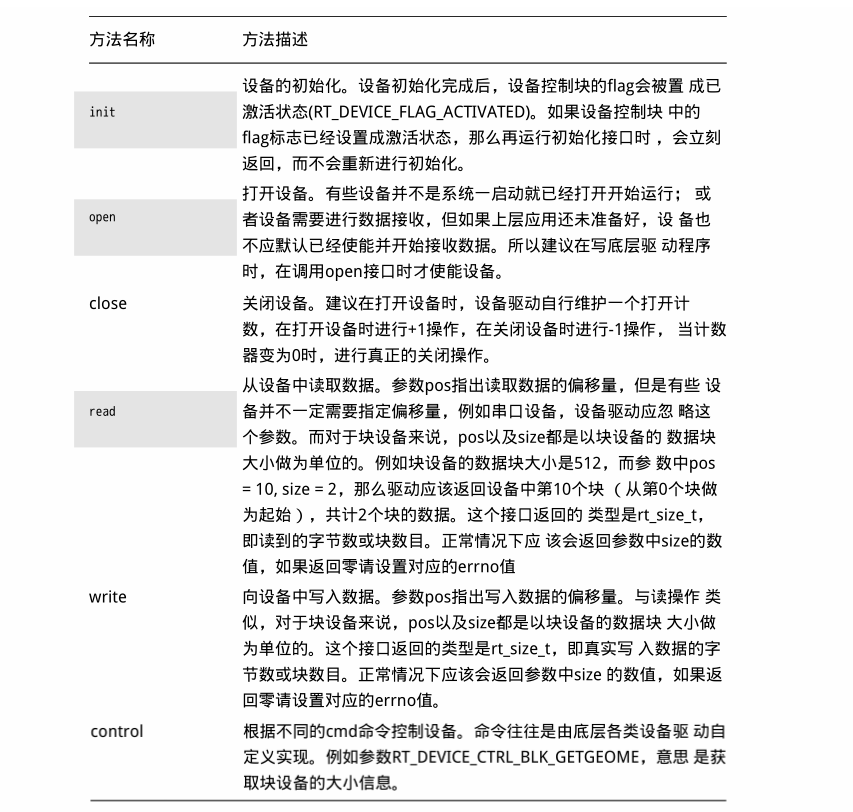 方法名称 方法描述
设备的初始化。设备初始化完成后，设备控制块的flag会被置 成已
init 激活状态(RT_DEVICE_FLAG_ACTIVATED)。如果设备控制块 中的
flag标志已经设置成激活状态，那么再运行初始化接口时 ，会立刻
返回，而不会重新进行初始化。
打开设备。有些设备并不是系统一启动就已经打开开始运行； 或
open 者设备需要进行数据接收，但如果上层应用还未准备好，设 备也
不应默认已经使能并开始接收数据。所以建议在写底层驱 动程序
时，在调用open接口时才使能设备。
close 关闭设备。建议在打开设备时，设备驱动自行维护一个打开计
数，在打开设备时进行+1操作，在关闭设备时进行-1操作， 当计数
器变为0时，进行真正的关闭操作。
从设备中读取数据。参数pos指出读取数据的偏移量，但是有些 设
read 备并不一定需要指定偏移量，例如串口设备，设备驱动应忽 略这
个参数。而对于块设备来说，pos以及size都是以块设备的 数据块
大小做为单位的。例如块设备的数据块大小是512，而参 数中pos
= 10, size = 2，那么驱动应该返回设备中第10个块 （从第0个块做
为起始），共计2个块的数据。这个接口返回的 类型是rt_size_t，
即读到的字节数或块数目。正常情况下应 该会返回参数中size的数
值，如果返回零请设置对应的errno值
write 向设备中写入数据。参数pos指出写入数据的偏移量。与读操作 类
似，对于块设备来说，pos以及size都是以块设备的数据块 大小做
为单位的。这个接口返回的类型是rt_size_t，即真实写 入数据的字
节数或块数目。正常情况下应该会返回参数中size 的数值，如果返
回零请设置对应的errno值。
control 根据不同的cmd命令控制设备。命令往往是由底层各类设备驱 动自
定义实现。例如参数RT_DEVICE_CTRL_BLK_GETGEOME，意思 是获
取块设备的大小信息。